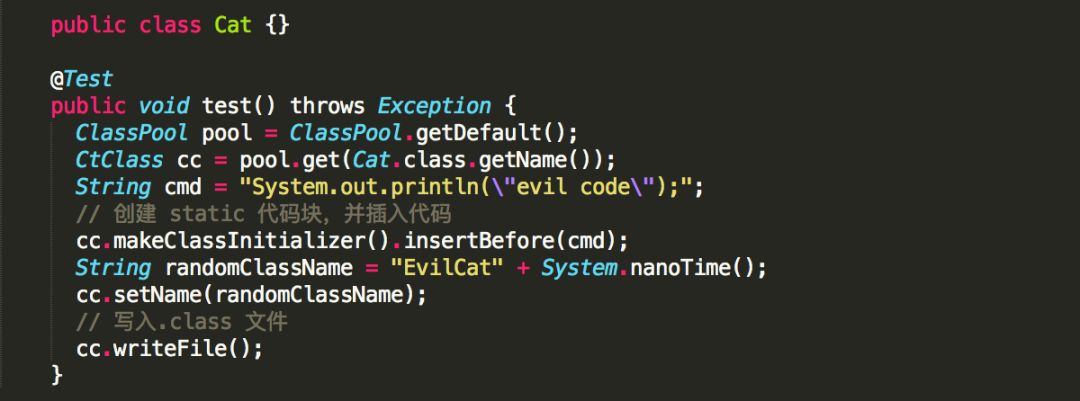 public class Cat {}
@Test
public void test() throws Exception {
ClassPool pool = ClassPool.getDefault();
CtClass cc = pool.get(Cat.class.getName());
String cmd = "System.out.println(\"evil code\");";
// 创建 static 代码块，并插入代码
cc.makeClassInitializer().insertBefore(cmd);
String randomClassName = "EvilCat" + System.nanoTime();
cc.setName(randomClassName);
// 写入.class 文件
cc.writeFile();
}